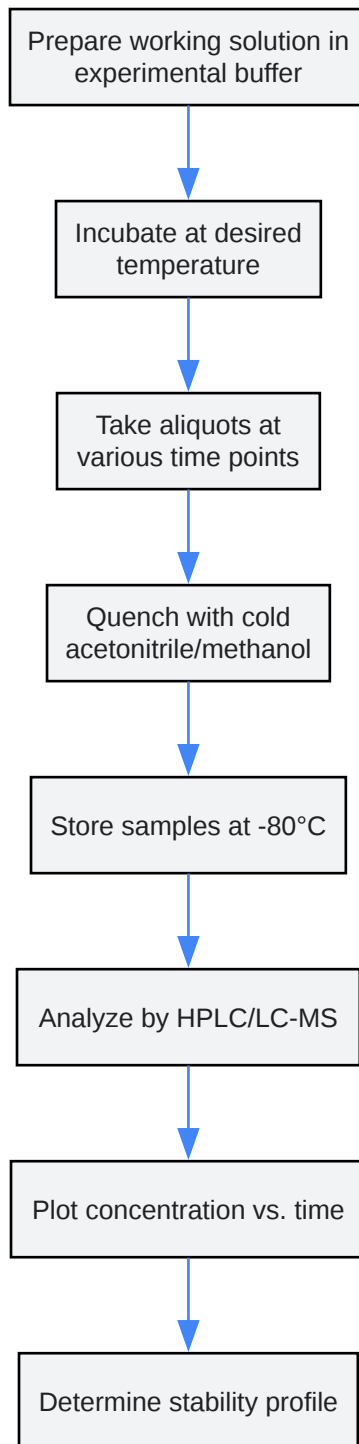 Prepare working solution in
experimental buffer
Incubate at desired
temperature
Take aliquots at
various time points
Quench with cold
acetonitrile/methanol
Store samples at -80°C
Analyze by HPLC/LC-MS
Plot concentration vs. time
Determine stability profile